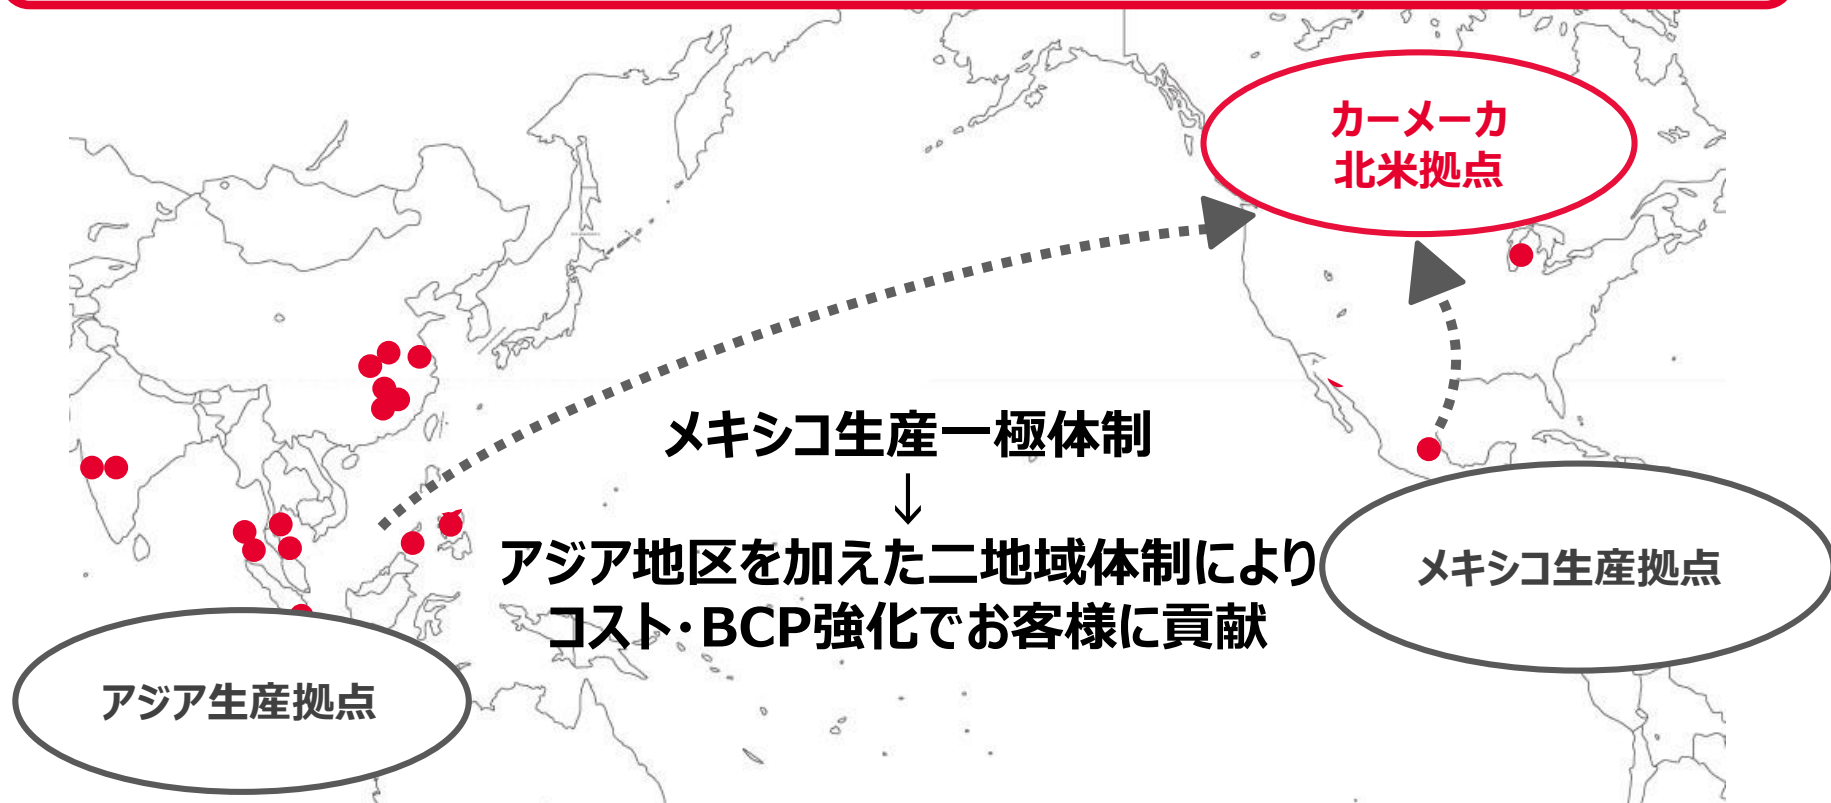 カーメーカ
北米拠点
メキシコ生産一極体制
↓
アジア地区を加えた二地域体制により
コスト・BCP強化でお客様に貢献
メキシコ生産拠点
アジア生産拠点